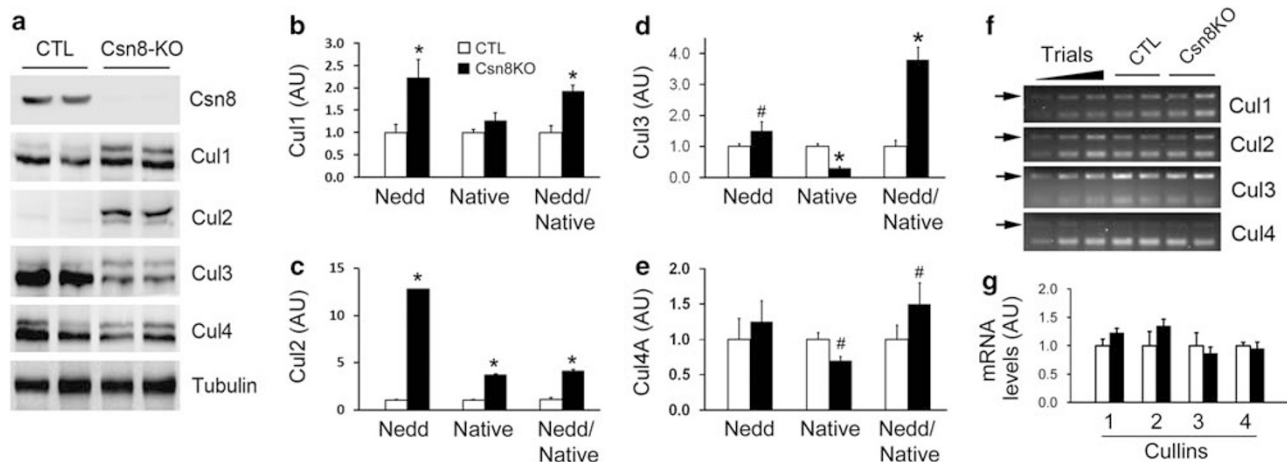 a
CTL Csn8-KO
Csn8
Cul1
Cul2
Cul3
Cul4
Tubulin
b
Cul1 (AU)
3.0
2.5
2.0
1.5
1.0
0.5
0.0
CTL
Csn8KO
*
*
Nedd Native Nedd/
Native
c
Cul2 (AU)
15
10
5
0
*
*
*
Nedd Native Nedd/
Native
d
Cul3 (AU)
4.0
3.0
2.0
1.0
0.0
#
*
*
Nedd Native Nedd/
Native
e
Cul4A (AU)
2.0
1.5
1.0
0.5
0.0
#
#
Nedd Native Nedd/
Native
f
Trials CTL Csn8KO
Cul1
Cul2
Cul3
Cul4
g
mRNA
levels (AU)
2.0
1.0
0.0
1 2 3 4
Cullins